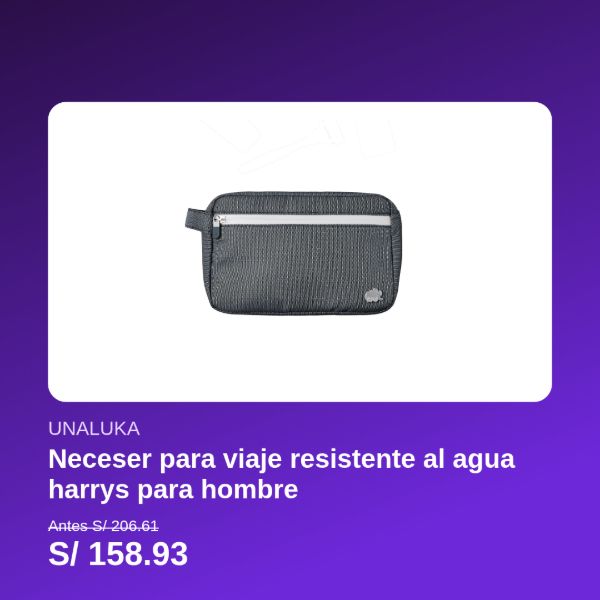 UNALUKA
Neceser para viaje resistente al agua
harrys para hombre
Antes S/ 206.61
S/ 158.93